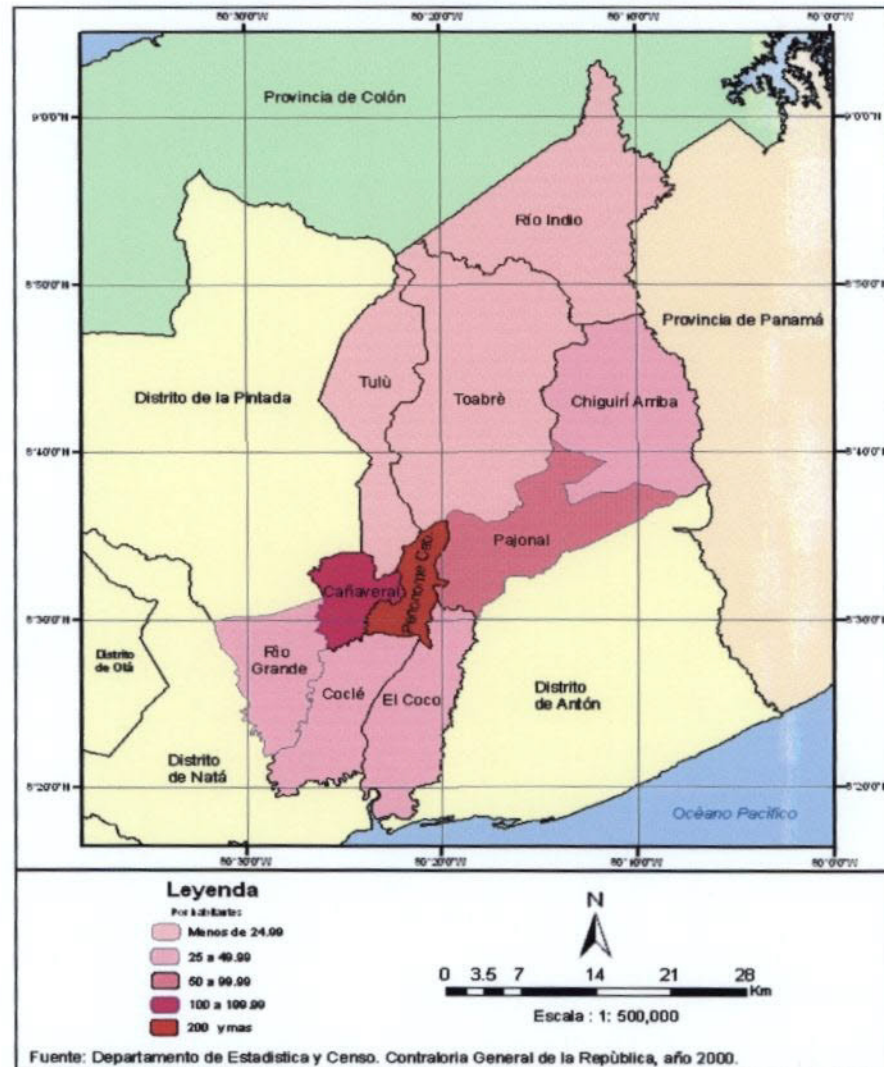 80°30'0"W 80°20'0"W 80°10'0"W 80°0'0"W
Provincia de Colón
9°0'0"N 9°0'0"N
Río Indio
8°50'0"N 8°50'0"N
Provincia de Panamá
Tulù
Distrito de la Pintada
Toabrè
Chiguirí Arriba
8°40'0"N 8°40'0"N
Pajonal
Cañaveral
Penonomé Cab.
8°30'0"N 8°30'0"N
Distrito
de Olá
Río
Grande
Coclé
El Coco
Distrito
de Antón
Distrito
de Natá
8°20'0"N 8°20'0"N
Océano Pacífico
80°30'0"W 80°20'0"W 80°10'0"W 80°0'0"W
Leyenda
Por habitantes
Menos de 24.99
25 a 49.99
50 a 99.99
100 a 199.99
200 y mas
N
0 3.5 7 14 21 28
Km
Escala : 1: 500,000
Fuente: Departamento de Estadistica y Censo. Contraloria General de la Repùblica, año 2000.